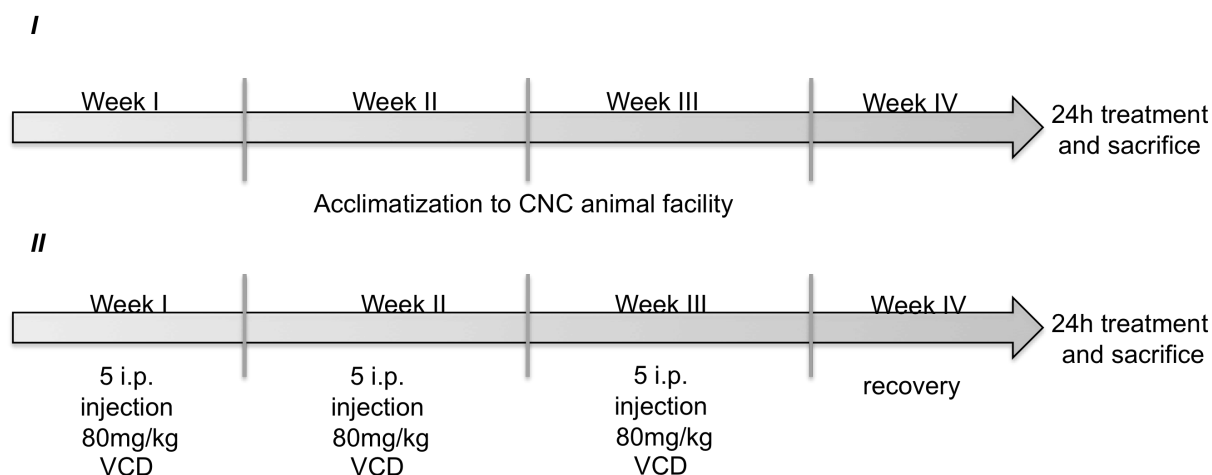 I
Week I
Week II
Week III
Week IV
24h treatment
and sacrifice
Acclimatization to CNC animal facility
II
Week I
Week II
Week III
Week IV
24h treatment
and sacrifice
5 i.p.
injection
80mg/kg
VCD
5 i.p.
injection
80mg/kg
VCD
5 i.p.
injection
80mg/kg
VCD
recovery